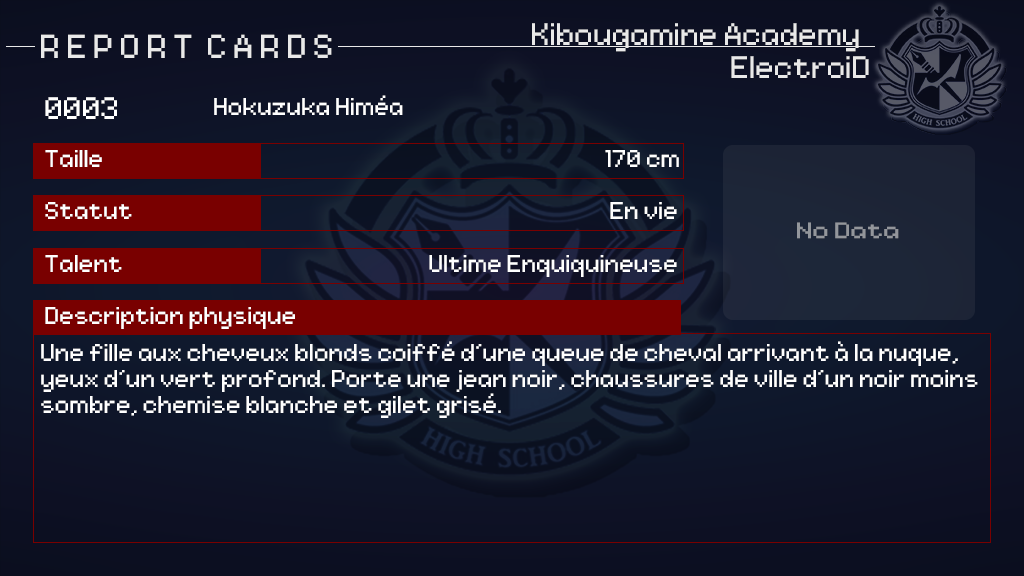 REPORT CARDS
Kibougamine Academy
ElectroiD
HIGH SCHOOL
0003
Hokuzuka Himéa
Taille
170 cm
Statut
En vie
No Data
Talent
Ultime Enquiquineuse
Description physique
Une fille aux cheveux blonds coiffé d'une queue de cheval arrivant à la nuque,
yeux d'un vert profond. Porte une jean noir, chaussures de ville d'un noir moins
sombre, chemise blanche et gilet grisé.
HIGH SCHOOL